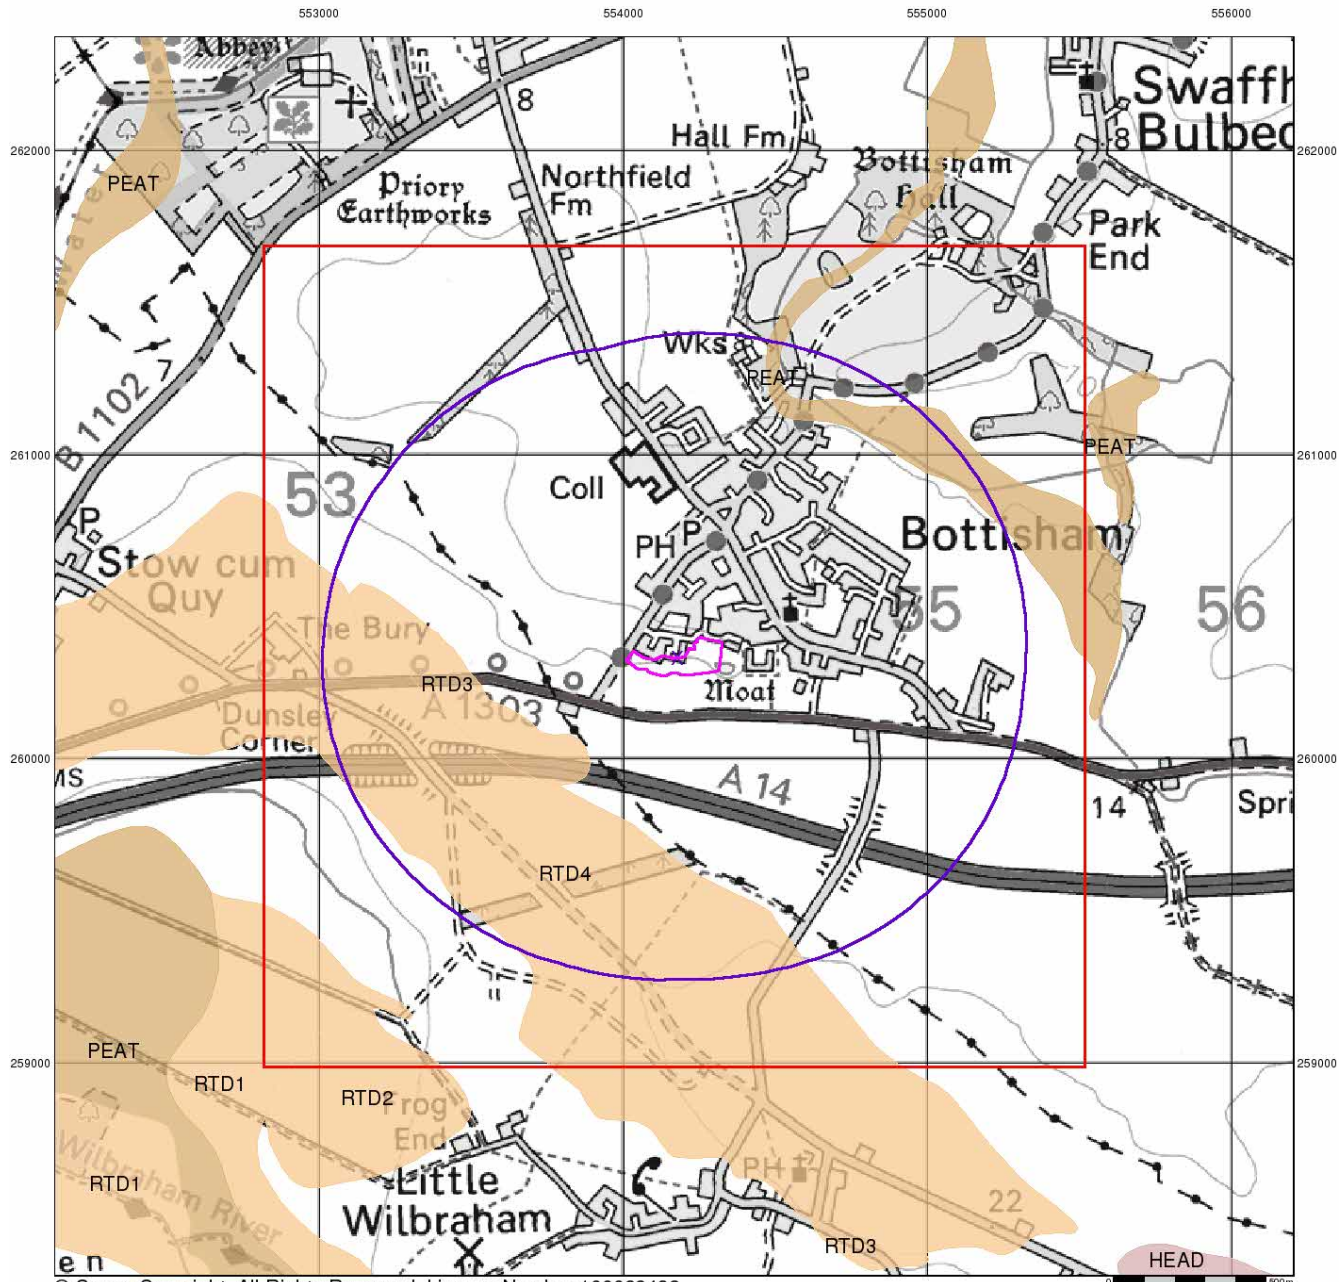 553000 554000 555000 556000
Abbey
8
262000
Hall Fm
Swaffh
Bulbec
8
262000
Bottisham
Hall
PEAT
Priory
Earthworks
Northfield
Fm
Park
End
Water
Wks
PEAT
70
B 1102
261000
PEAT
261000
53
Coll
P
Stow cum
Quy
PH
P
Bottisham
55
56
The Bury
RTD3
A 1303
Moat
Dunsley
Corner
260000
260000
MS
A 14
14
Spri
RTD4
259000
259000
PEAT
RTD1
RTD2
Frog
End
Wilbraham River
RTD1
Little
Wilbraham
PH
22
RTD3
HEAD
en